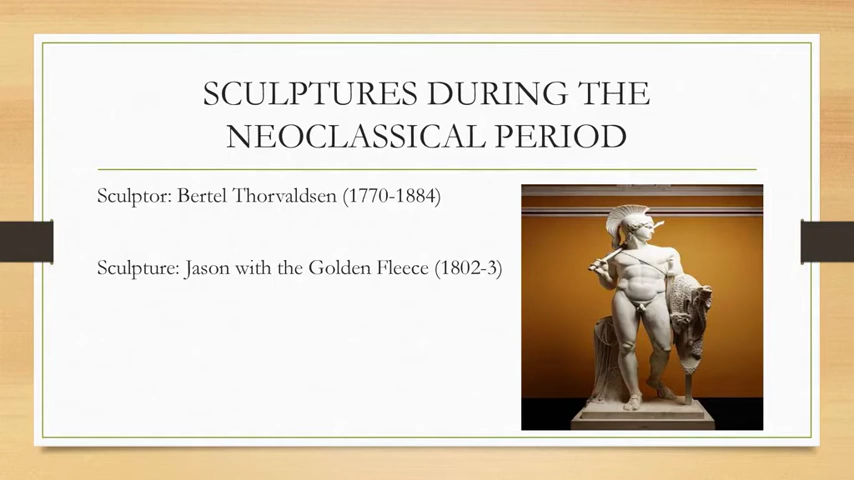 SCULPTURES DURING THE
NEOCLASSICAL PERIOD
Sculptor: Bertel Thorvaldsen (1770-1884)
Sculpture: Jason with the Golden Fleece (1802-3)